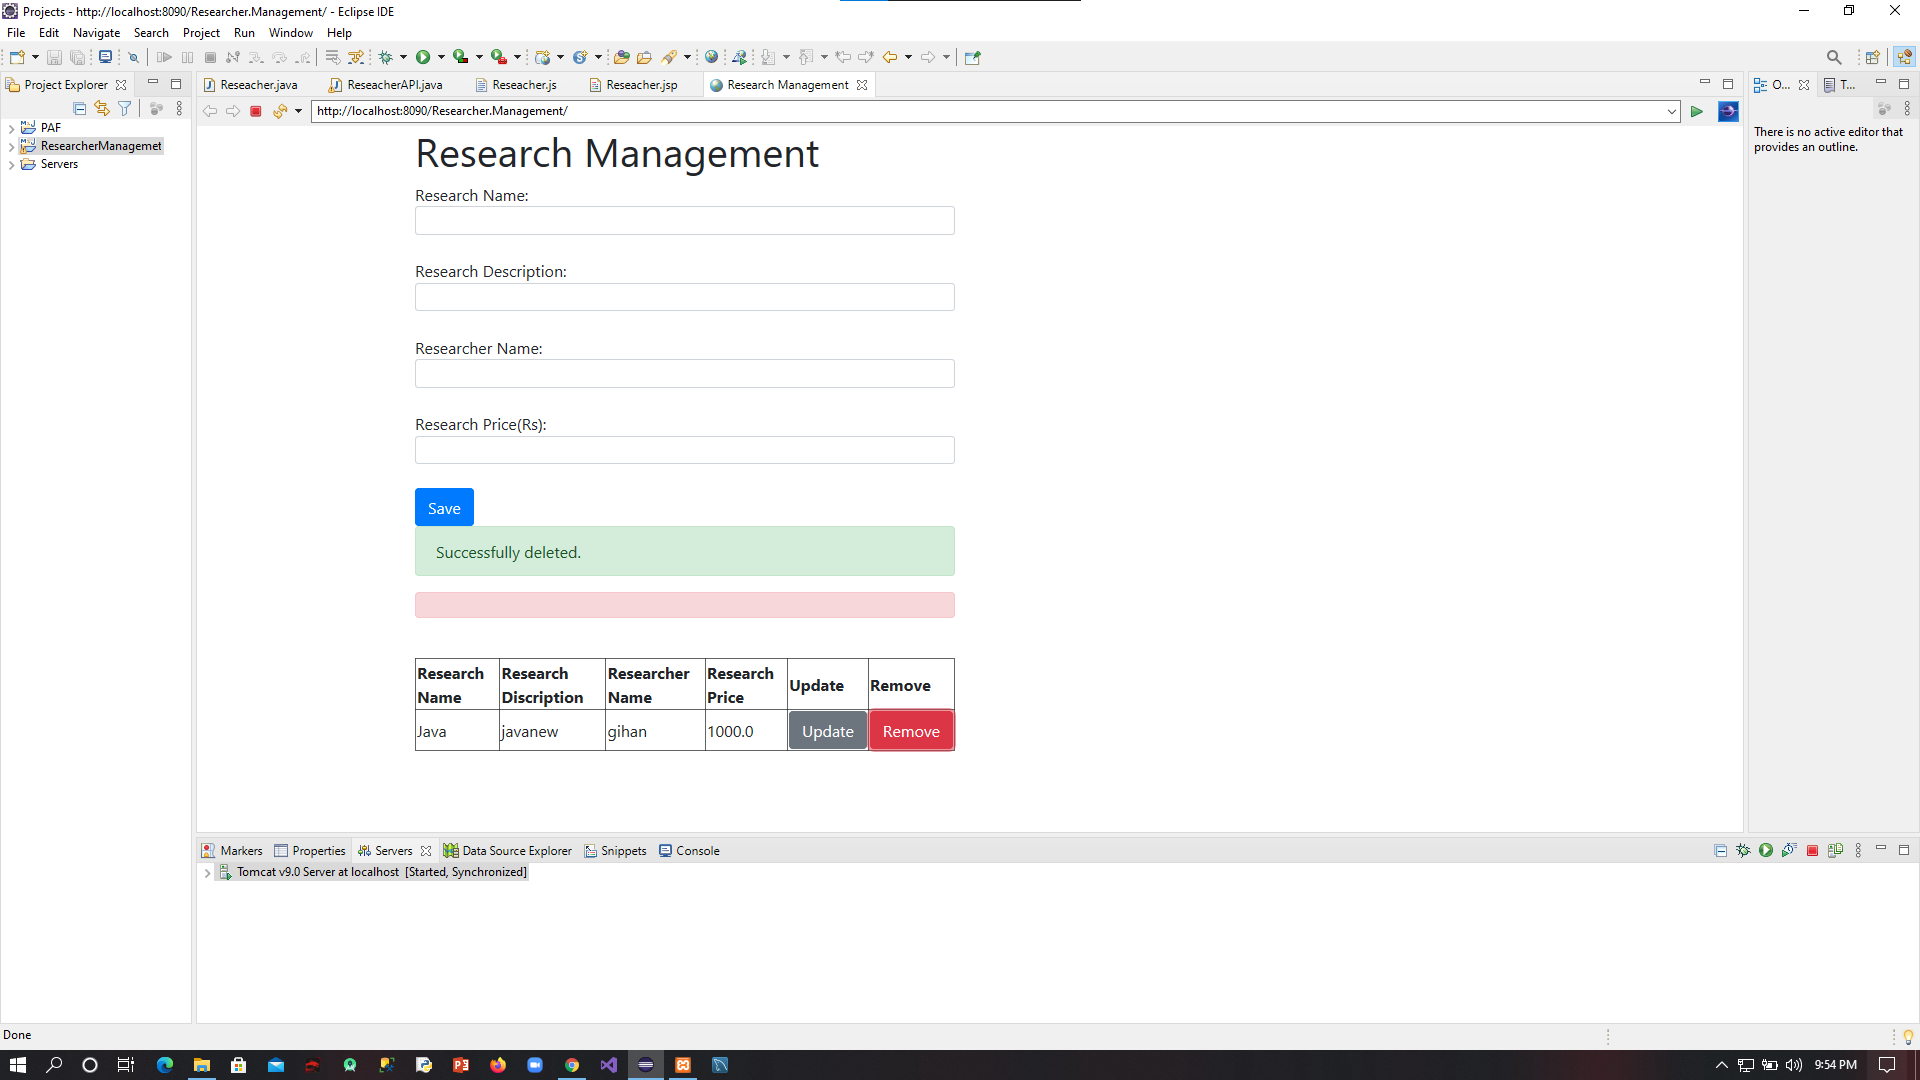 Projects - http://localhost:8090/Researcher.Management/ - Eclipse IDE
File Edit Navigate Search Project Run Window Help
Project Explorer
Reseacher.java
ReseacherAPI.java
Reseacher.js
Reseacher.jsp
Research Management
O...
T...
http://localhost:8090/Researcher.Management/
PAF
ResearcherManagemet
Servers
There is no active editor that
provides an outline.
Research Management
Research Name:
Research Description:
Researcher Name:
Research Price(Rs):
Save
Successfully deleted.
Research Name Research Discription Researcher Name Research Price Update Remove
Java javanew gihan 1000.0 Update Remove
Markers Properties Servers Data Source Explorer Snippets Console
Tomcat v9.0 Server at localhost [Started, Synchronized]
Done
9:54 PM